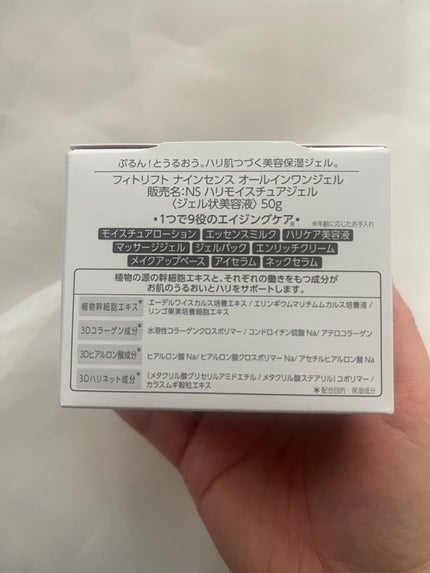 ぷるん!とうるおう。ハリ肌つづく美容保湿ジェル。
フィトリフト ナインセンス オールインワンジェル
販売名:NS ハリモイスチュアジェル
〈ジェル状美容液〉 50g
・1つで9役のエイジングケア※・ ※年齢に応じたお手入れ
モイスチュアローション エッセンスミルク ハリケア美容液
マッサージジェル ジェルパック エンリッチクリーム
メイクアップベース アイセラム ネックセラム
植物の源の幹細胞エキスと、それぞれの働きをもつ成分が
お肌のうるおいとハリをサポートします。
植物幹細胞エキス* エーデルワイスカルス培養エキス / エリンギウムマリチムムカルス培養液 /
リンゴ果実培養細胞エキス
3Dコラーゲン成分* 水溶性コラーゲンクロスポリマー / コンドロイチン硫酸 Na/ アテロコラーゲン
3Dヒアルロン酸成分* ヒアルロン酸 Na/ ヒアルロン酸クロスポリマー Na/ アセチルヒアルロン酸 Na
3Dハリネット成分* (メタクリル酸グリセリルアミドエチル / メタクリル酸ステアリル) コポリマー /
カラスムギ穀粒エキス
* 配合目的 : 保湿成分